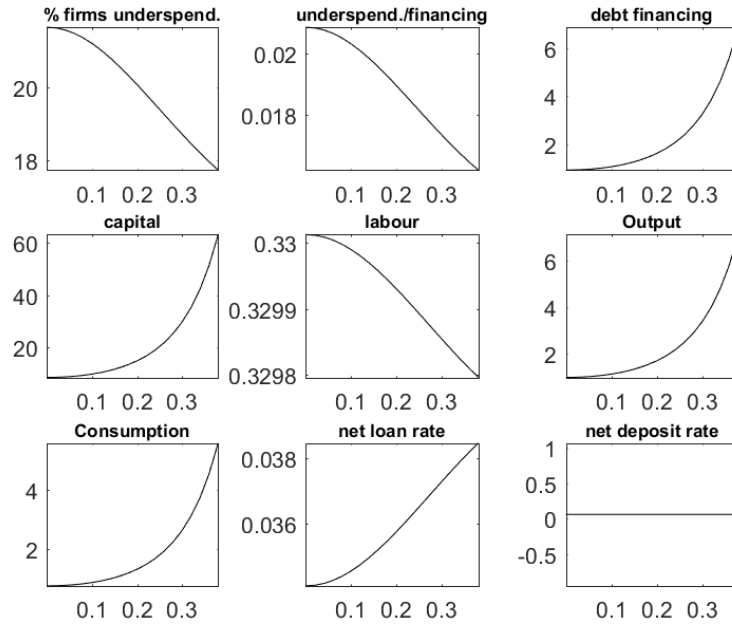 % firms underspend.
underspend./financing
debt financing
20
18
0.1 0.2 0.3
0.02
0.018
0.1 0.2 0.3
6
4
2
0.1 0.2 0.3
capital
labour
Output
60
40
20
0.1 0.2 0.3
0.33
0.3299
0.3298
0.1 0.2 0.3
6
4
2
0.1 0.2 0.3
Consumption
net loan rate
net deposit rate
4
2
0.1 0.2 0.3
0.038
0.036
0.1 0.2 0.3
1
0.5
0
-0.5
0.1 0.2 0.3